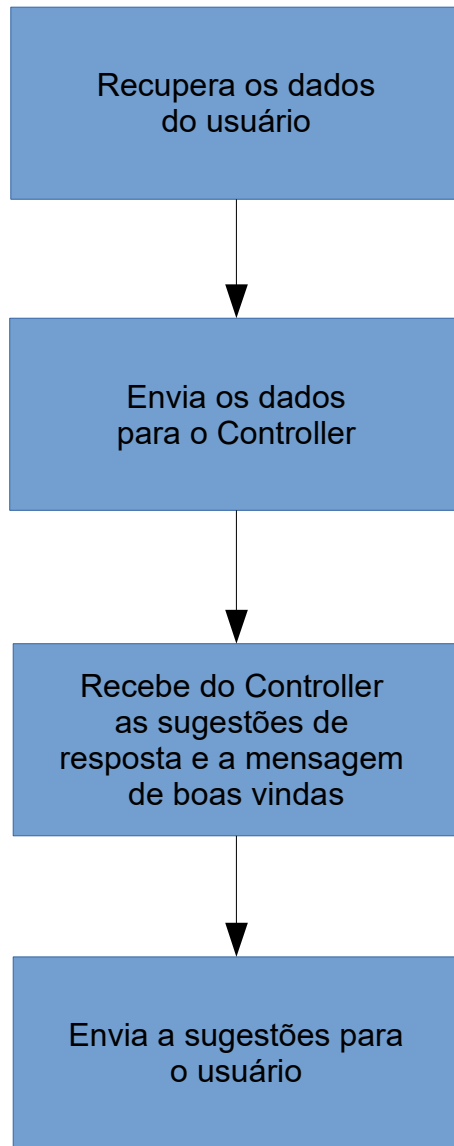 Recupera os dados
do usuário
Envia os dados
para o Controller
Recebe do Controller
as sugestões de
resposta e a mensagem
de boas vindas
Envia a sugestões para
o usuário